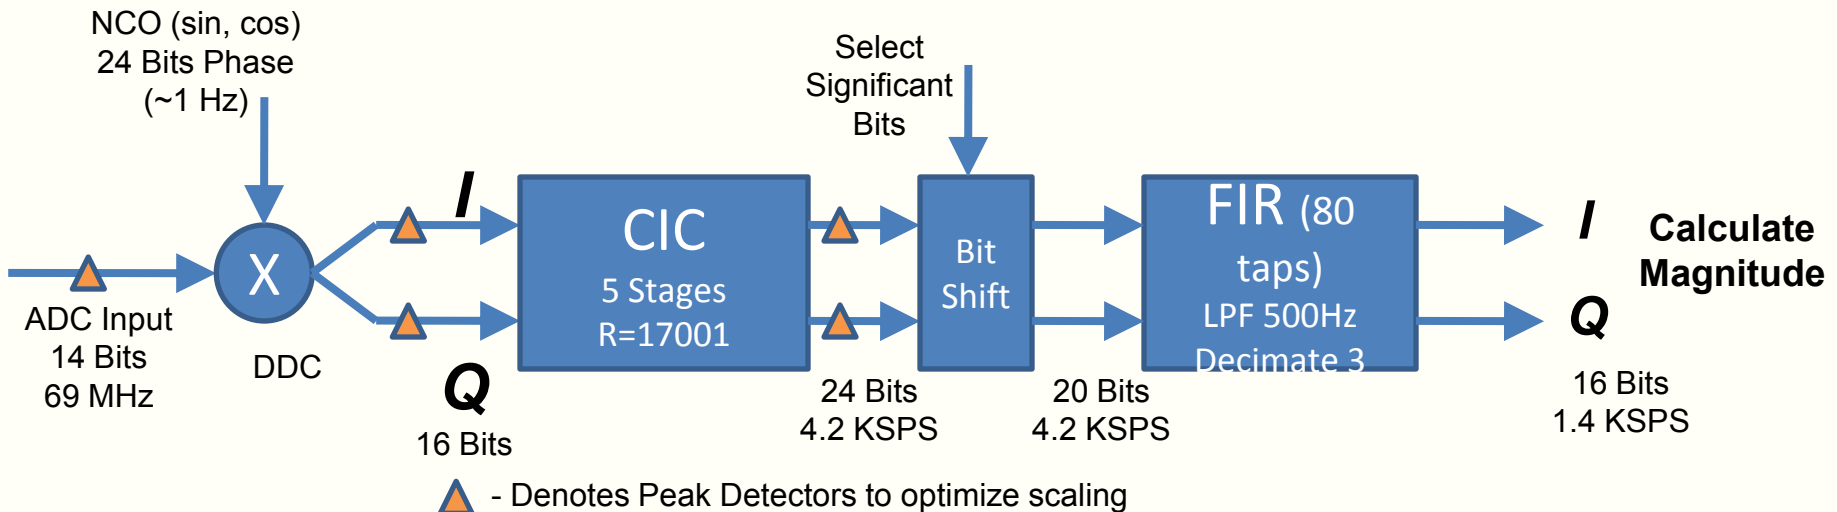 NCO (sin, cos)
24 Bits Phase
(~1 Hz)
Select
Significant
Bits
ADC Input
14 Bits
69 MHz
X
DDC
I
Q
16 Bits
CIC
5 Stages
R=17001
24 Bits
4.2 KSPS
Bit
Shift
20 Bits
4.2 KSPS
FIR (80
taps)
LPF 500Hz
Decimate 3
I
Q
Calculate
Magnitude
16 Bits
1.4 KSPS
- Denotes Peak Detectors to optimize scaling